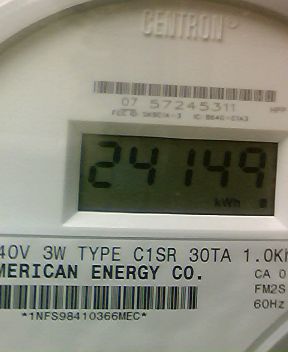 CENTRON
07 57245311
24149
kWh
40V 3W TYPE C1SR 30TA 1.0Kh
MERICAN ENERGY CO.
CA 0
FM2S
60Hz
*1NFS98410366MEC*